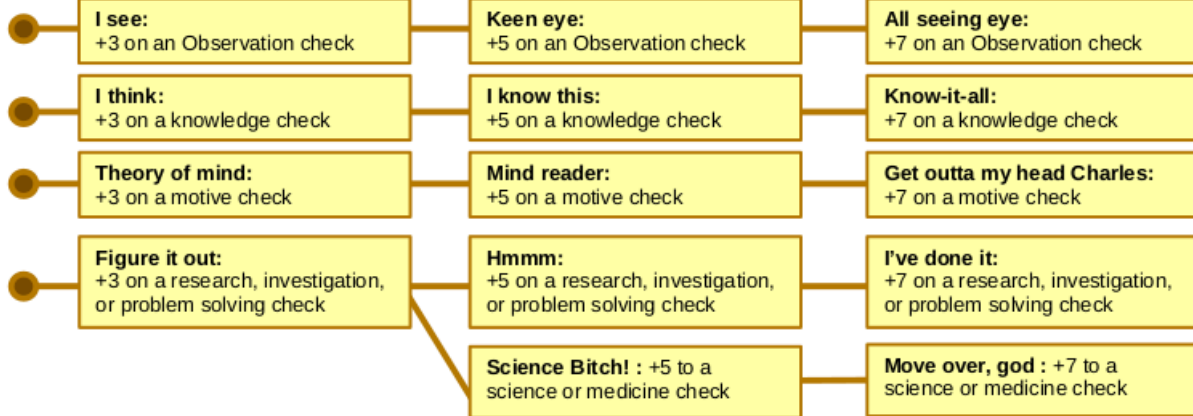 I see:
+3 on an Observation check
Keen eye:
+5 on an Observation check
All seeing eye:
+7 on an Observation check
I think:
+3 on a knowledge check
I know this:
+5 on a knowledge check
Know-it-all:
+7 on a knowledge check
Theory of mind:
+3 on a motive check
Mind reader:
+5 on a motive check
Get outta my head Charles:
+7 on a motive check
Figure it out:
+3 on a research, investigation,
or problem solving check
Hmmm:
+5 on a research, investigation,
or problem solving check
I’ve done it:
+7 on a research, investigation,
or problem solving check
Science Bitch! : +5 to a
science or medicine check
Move over, god : +7 to a
science or medicine check